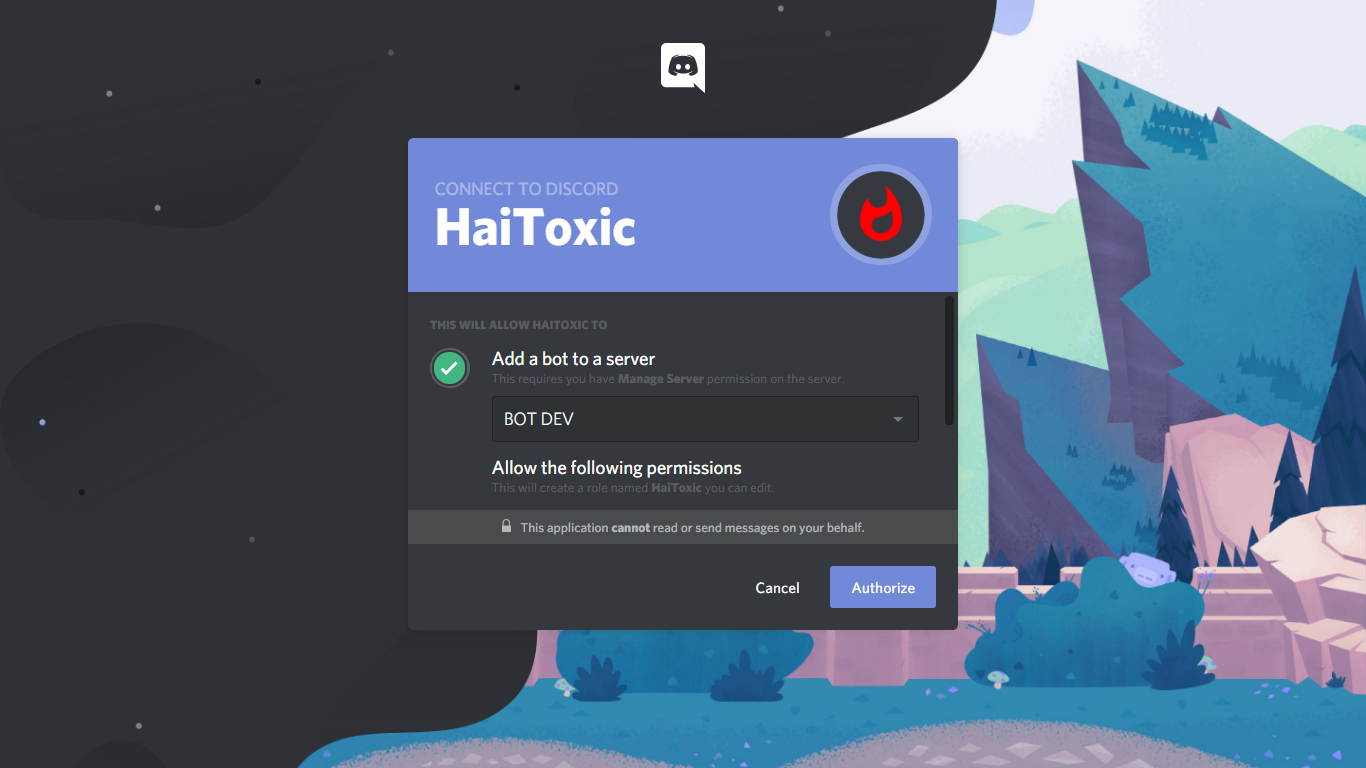 CONNECT TO DISCORD
HaiToxic
THIS WILL ALLOW HAITOXIC TO
Add a bot to a server
This requires you have Manage Server permission on the server.
BOT DEV
Allow the following permissions
This will create a role named HaiToxic you can edit.
This application cannot read or send messages on your behalf.
Cancel
Authorize